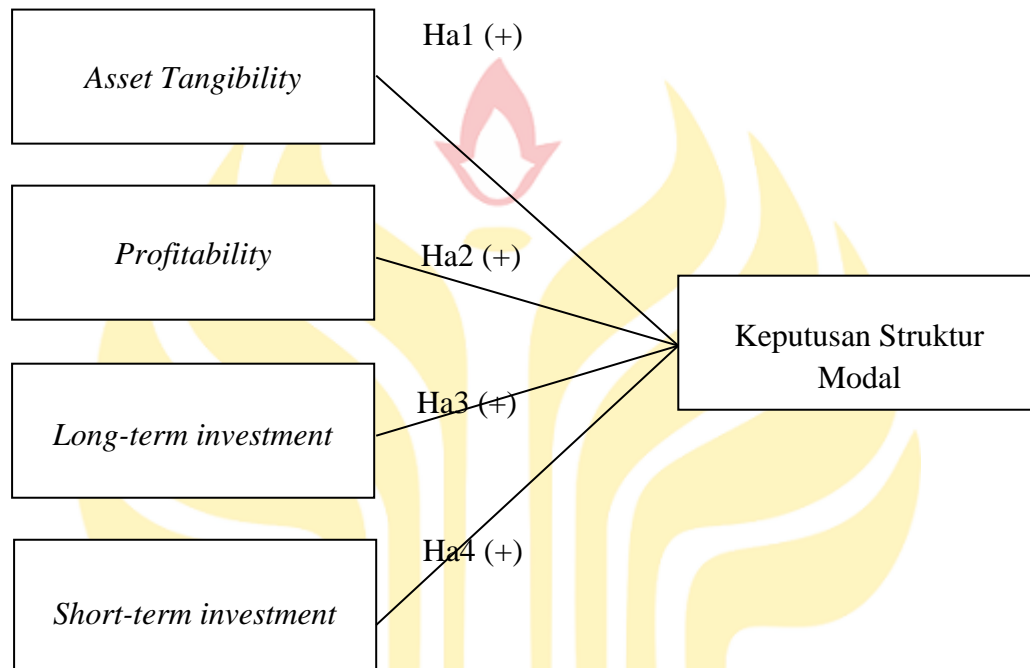 Ha1 (+)
Asset Tangibility
Profitability
Ha2 (+)
Keputusan Struktur
Modal
Ha3 (+)
Long-term investment
Ha4 (+)
Short-term investment